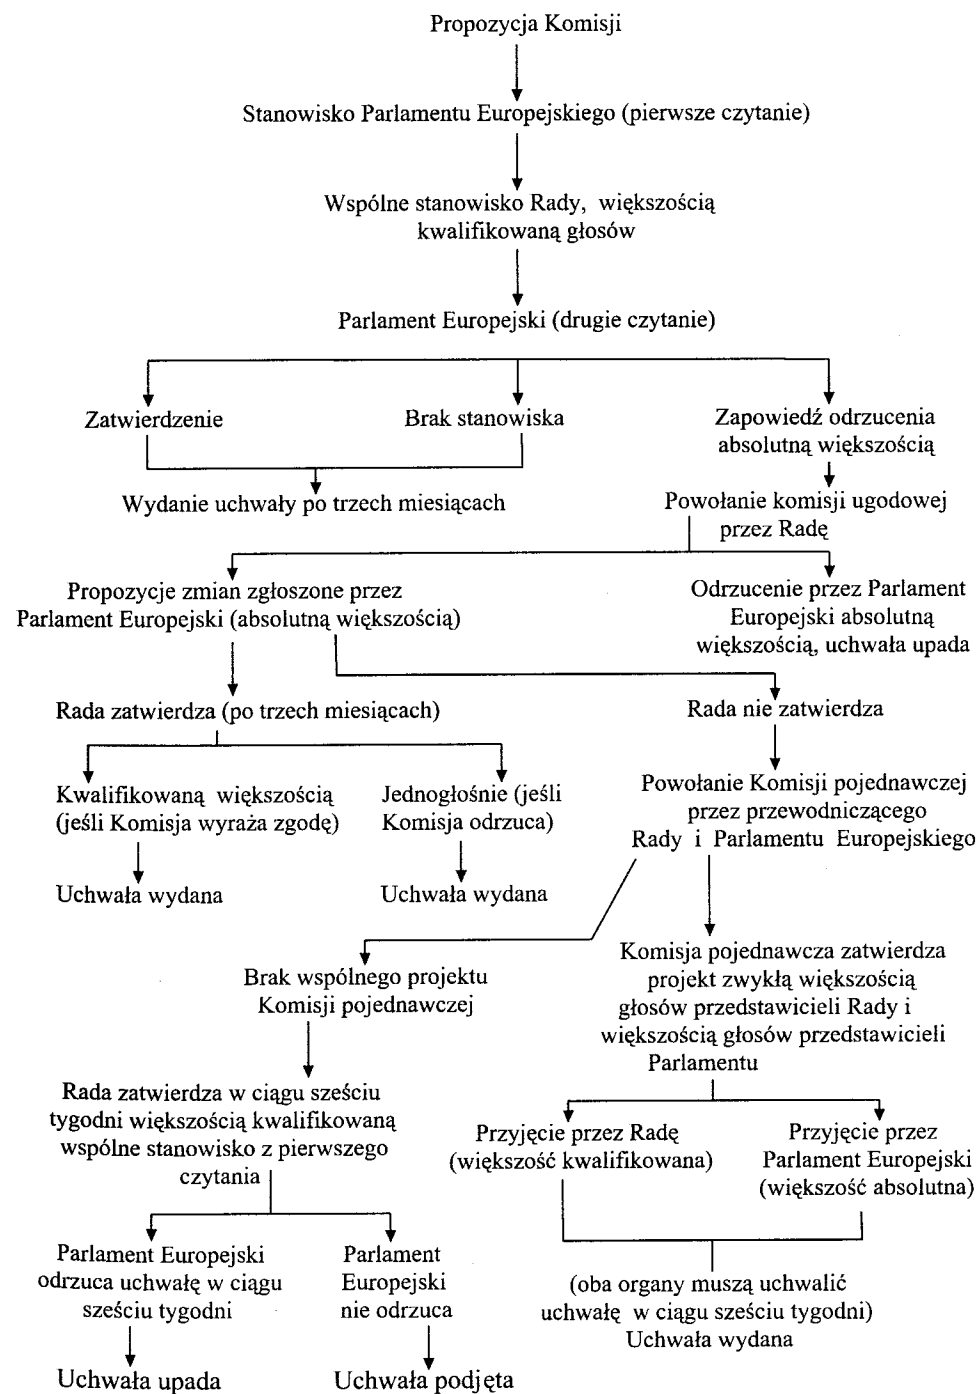 Propozycja Komisji
Stanowisko Parlamentu Europejskiego (pierwsze czytanie)
Wspólne stanowisko Rady, większością
kwalifikowaną głosów
Parlament Europejski (drugie czytanie)
Zatwierdzenie
Brak stanowiska
Zapowiedź odrzucenia
absolutną większością
Wydanie uchwały po trzech miesiącach
Powołanie komisji ugodowej
przez Radę
Propozycje zmian zgłoszone przez
Parlament Europejski (absolutną większością)
Odrzucenie przez Parlament
Europejski absolutną
większością, uchwała upada
Rada zatwierdza (po trzech miesiącach)
Rada nie zatwierdza
Kwalifikowaną większością
(jeśli Komisja wyraża zgodę)
Jednogłośnie (jeśli
Komisja odrzuca)
Powołanie Komisji pojednawczej
przez przewodniczącego
Rady i Parlamentu Europejskiego
Uchwała wydana
Uchwała wydana
Brak wspólnego projektu
Komisji pojednawczej
Komisja pojednawcza zatwierdza
projekt zwykłą większością
głosów przedstawicieli Rady i
większością głosów przedstawicieli
Parlamentu
Rada zatwierdza w ciągu sześciu
tygodni większością kwalifikowaną
wspólne stanowisko z pierwszego
czytania
Przyjęcie przez Radę
(większość kwalifikowana)
Przyjęcie przez
Parlament Europejski
(większość absolutna)
Parlament Europejski
odrzuca uchwałę w ciągu
sześciu tygodni
Parlament
Europejski
nie odrzuca
(oba organy muszą uchwalić
uchwałę w ciągu sześciu tygodni)
Uchwała wydana
Uchwała upada
Uchwała podjęta